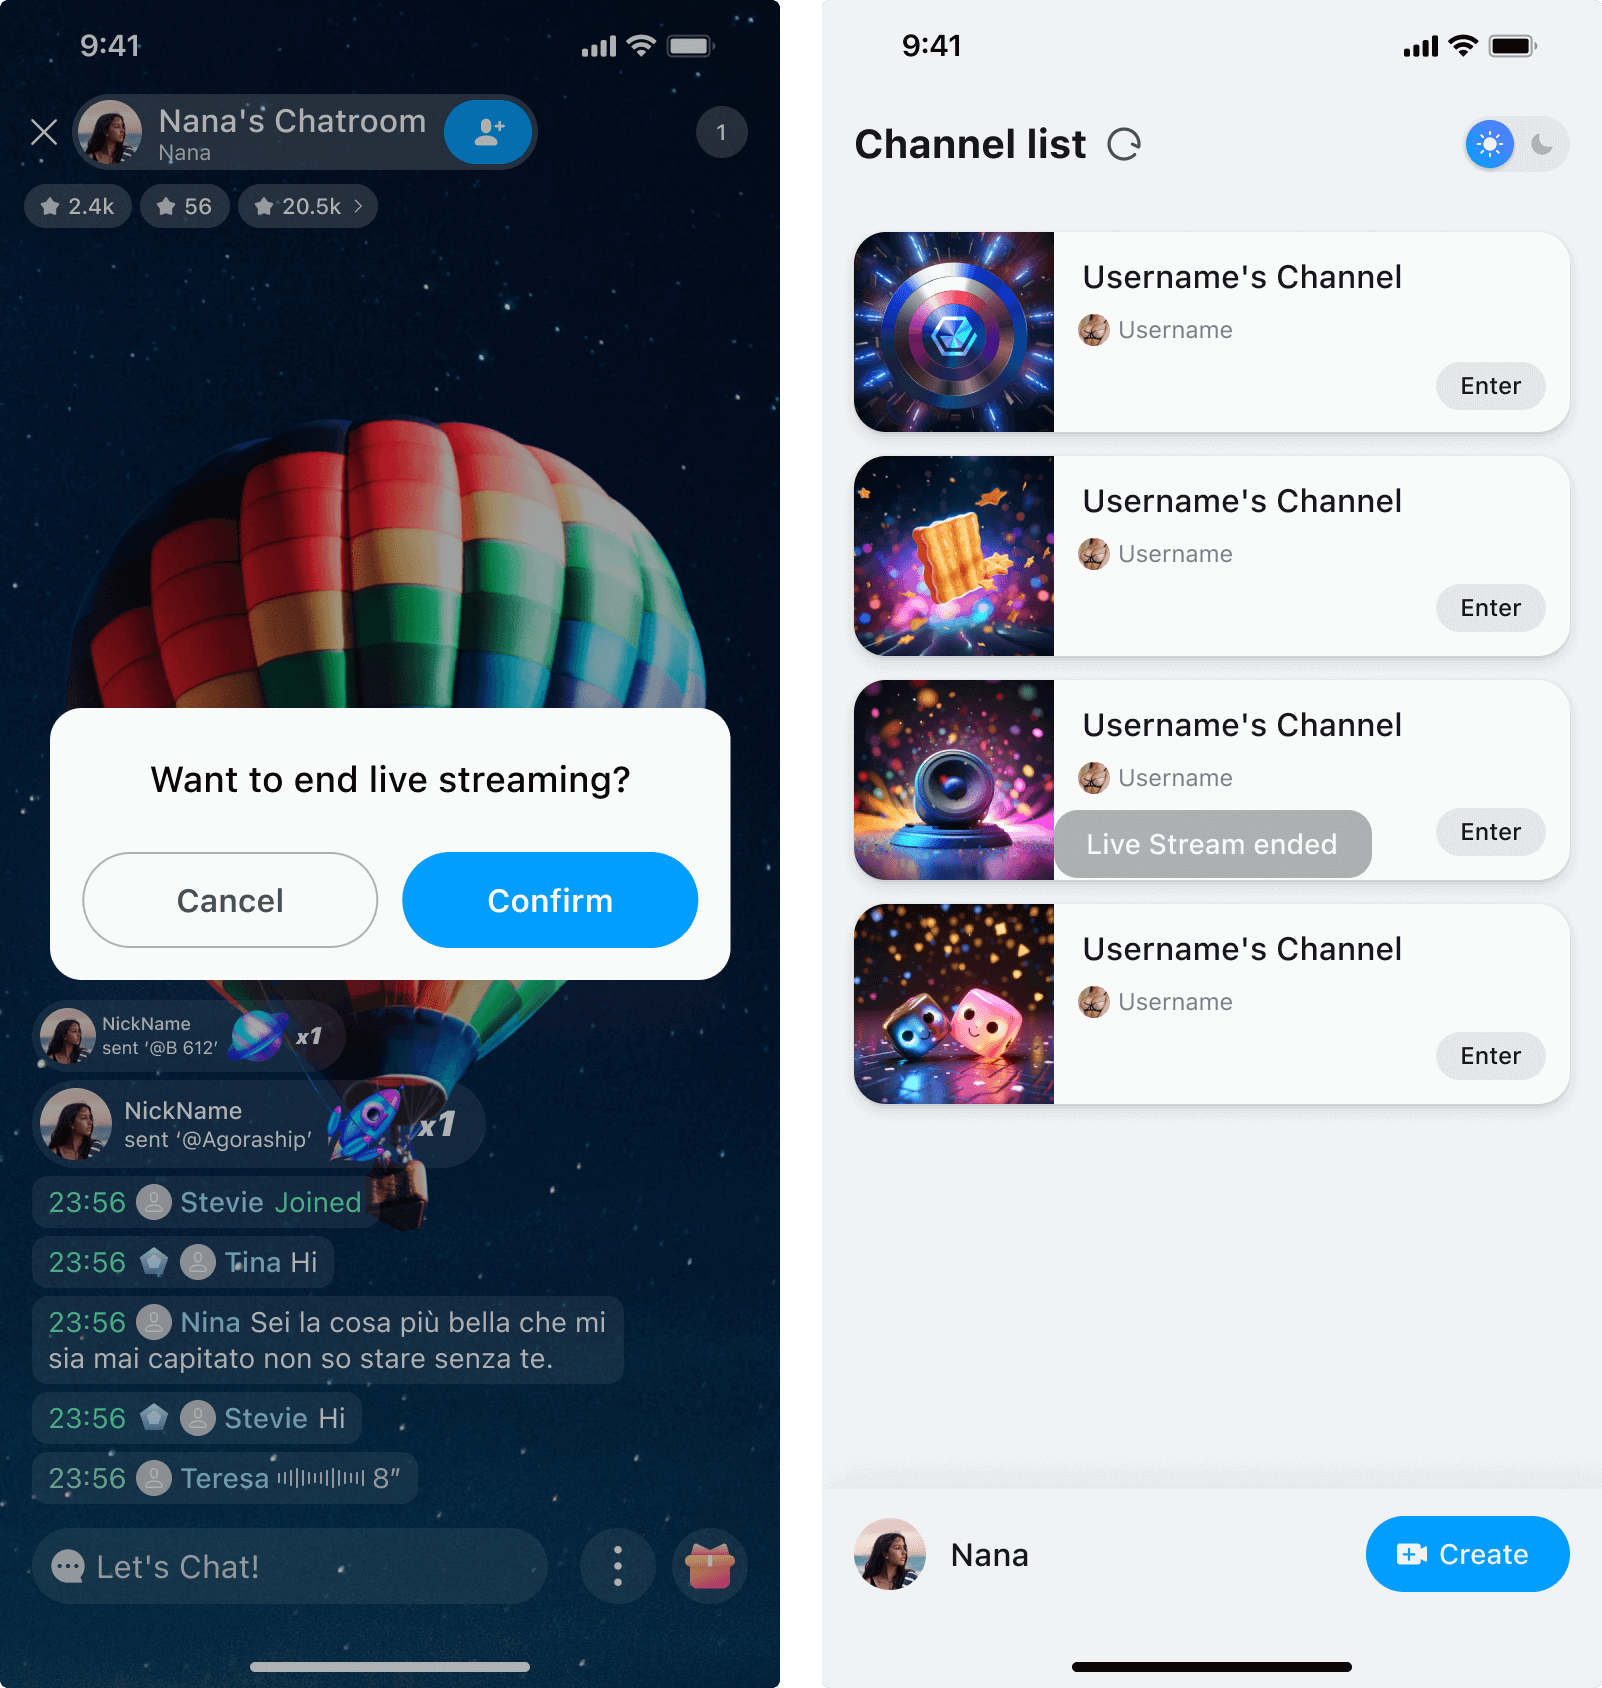 9:41
Nana's Chatroom
Nana
1
2.4k
56
20.5k
Want to end live streaming?
Cancel
Confirm
NickName
sent ‘@B 612’
x1
NickName
sent ‘@Agoraship’
x1
23:56 Stevie Joined
23:56 Tina Hi
23:56 Nina Sei la cosa più bella che mi
sia mai capitato non so stare senza te.
23:56 Stevie Hi
23:56 Teresa 8”
Let's Chat!
9:41
Channel list
Username's Channel
Username
Enter
Username's Channel
Username
Enter
Username's Channel
Username
Live Stream ended
Enter
Username's Channel
Username
Enter
Nana
Create